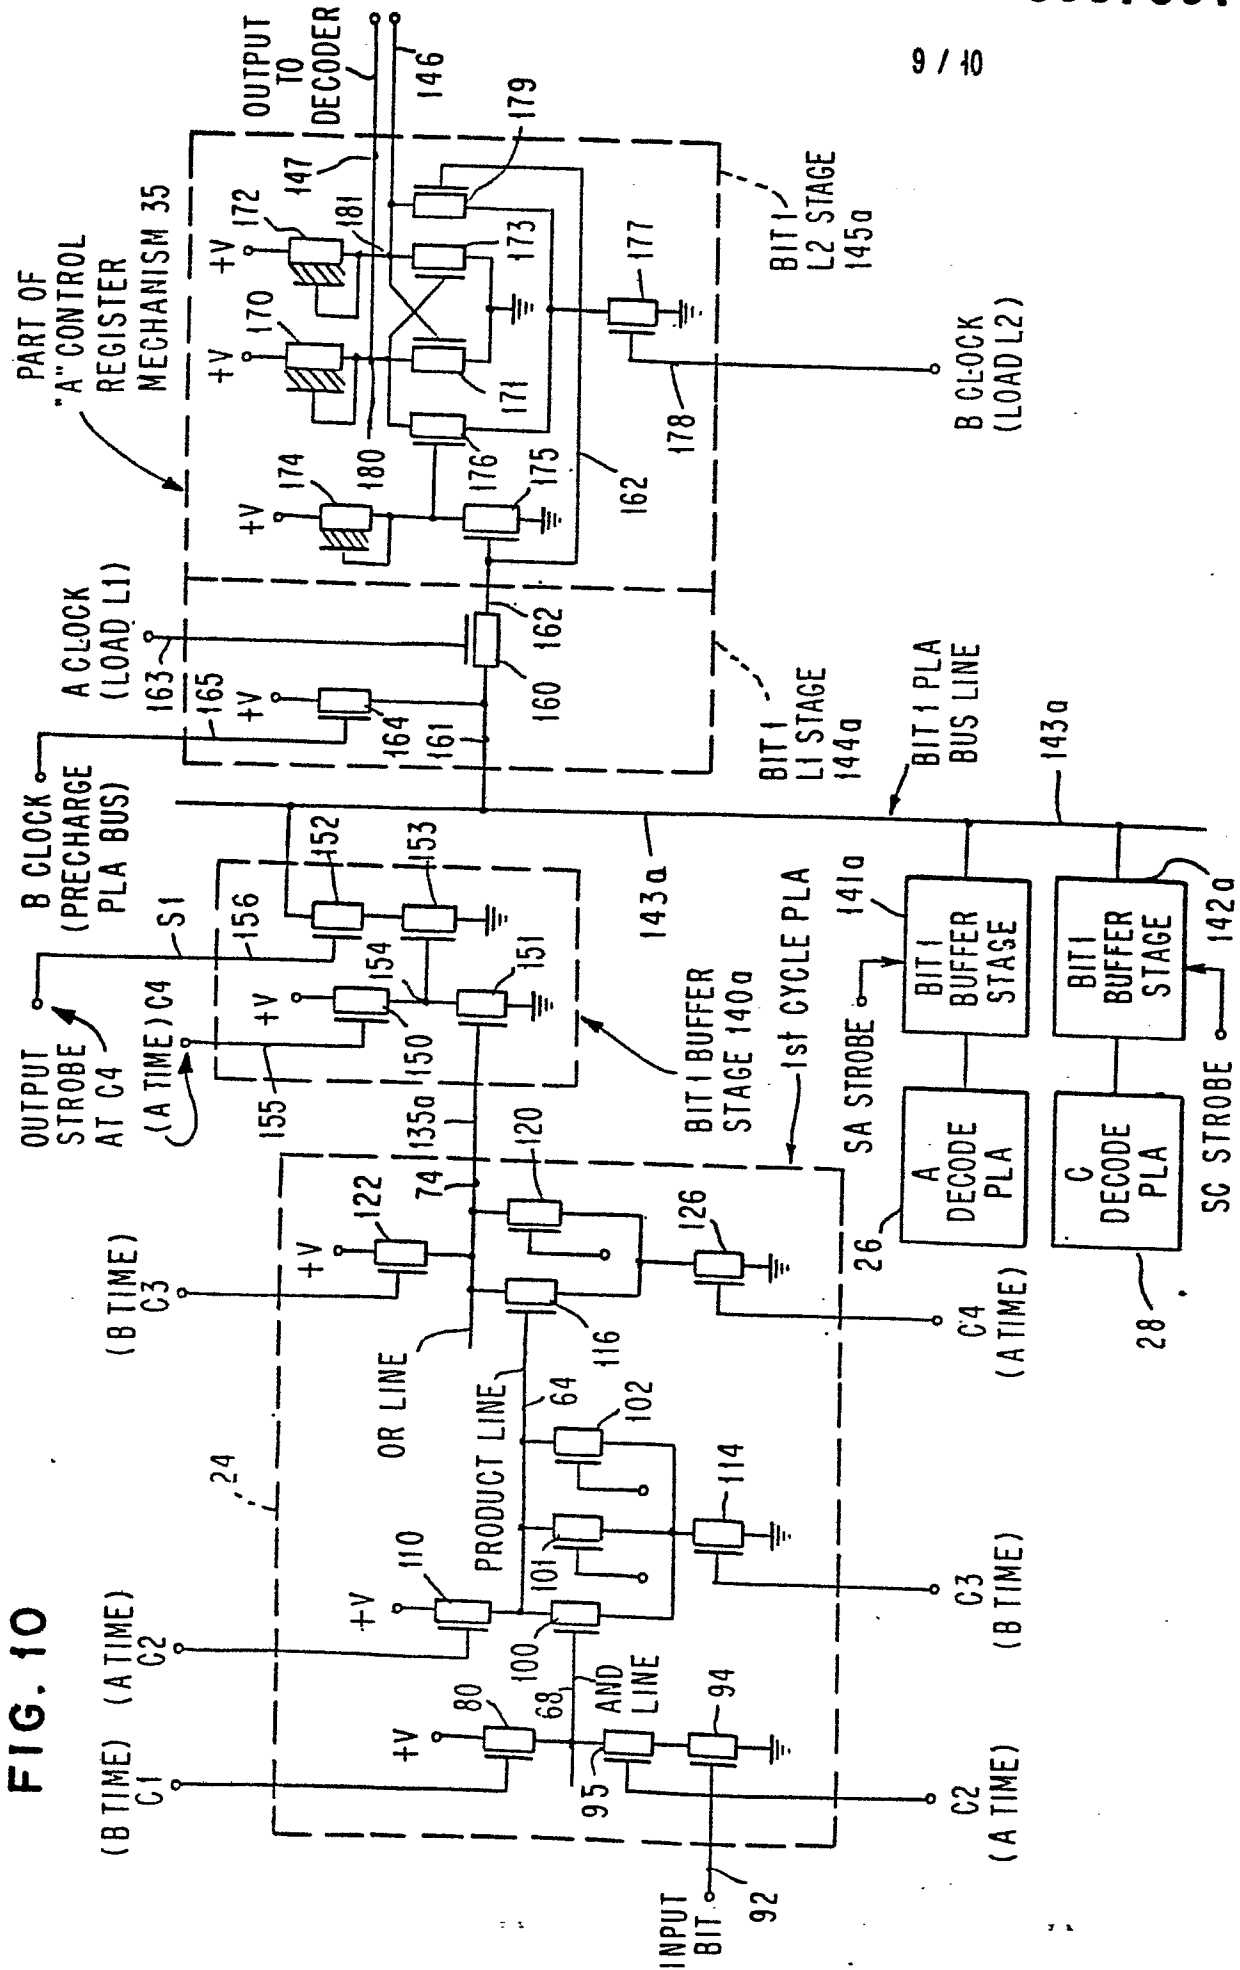 9 / 10
FIG. 10
PART OF
"A" CONTROL
REGISTER
MECHANISM 35
OUTPUT
TO
DECODER
146
147
179
172
181
+V
170
+V
173
171
177
180
176
174
+V
175
162
178
B CLOCK
(LOAD L2)
BIT 1
L2 STAGE
145a
A CLOCK
(LOAD L1)
163
165
+V
164
161
160
162
BIT 1
L1 STAGE
144a
B CLOCK
(PRECHARGE
PLA BUS)
BIT 1 PLA
BUS LINE
143a
143a
OUTPUT
STROBE
AT C4
S1
156
152
153
154
+V
151
150
155
(A TIME) C4
135a
BIT 1 BUFFER
STAGE 140a
1st CYCLE PLA
SA STROBE
141a
BIT 1
BUFFER
STAGE
BIT 1
BUFFER
STAGE
142a
SC STROBE
A
DECODE
PLA
26
C
DECODE
PLA
28
(B TIME)
C3
122
+V
74
120
116
126
C4
(A TIME)
OR LINE
PRODUCT LINE
64
102
101
114
C3
(B TIME)
24
110
+V
100
(A TIME)
C2
(B TIME)
C1
80
+V
68
AND
LINE
95
94
C2
(A TIME)
INPUT
BIT
92